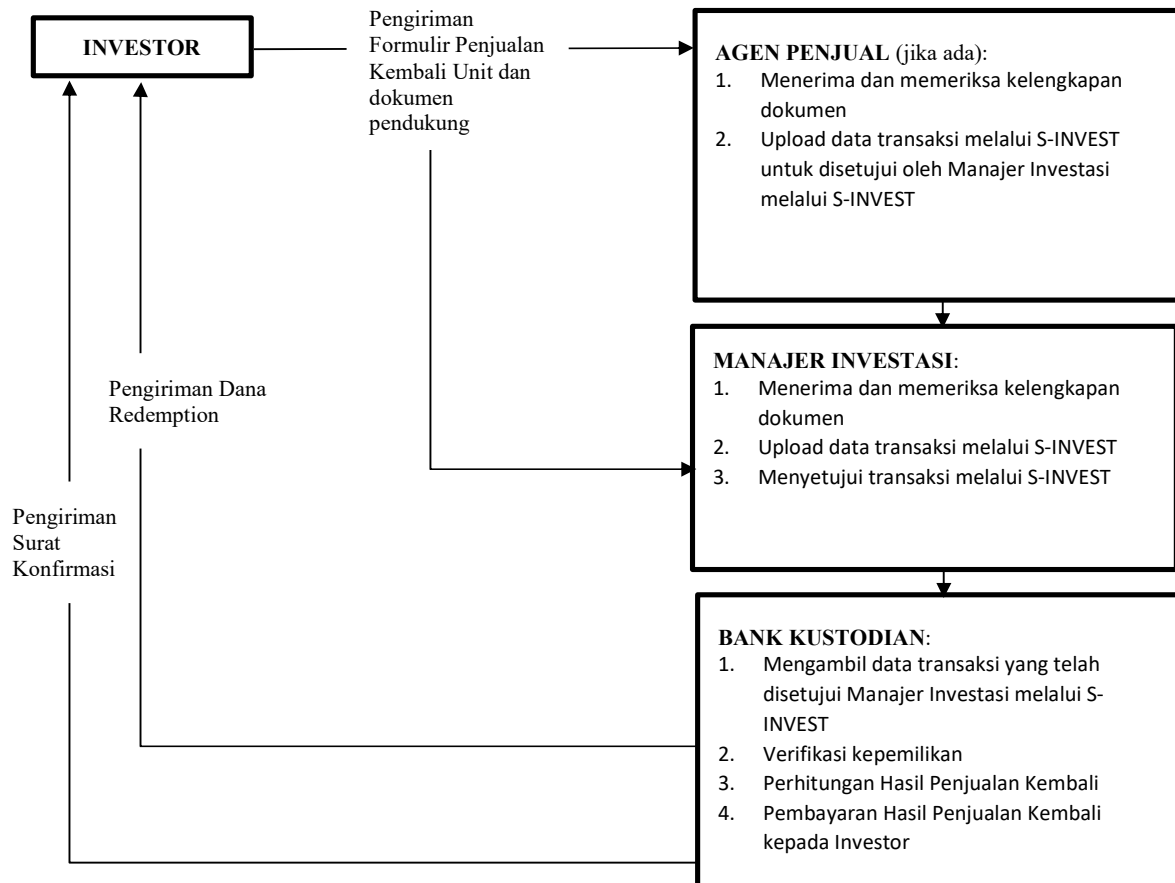 INVESTOR
Pengiriman
Formulir Penjualan
Kembali Unit dan
dokumen
pendukung
AGEN PENJUAL (jika ada):
1. Menerima dan memeriksa kelengkapan
dokumen
2. Upload data transaksi melalui S-INVEST
untuk disetujui oleh Manajer Investasi
melalui S-INVEST
MANAJER INVESTASI:
1. Menerima dan memeriksa kelengkapan
dokumen
2. Upload data transaksi melalui S-INVEST
3. Menyetujui transaksi melalui S-INVEST
Pengiriman Dana
Redemption
Pengiriman
Surat
Konfirmasi
BANK KUSTODIAN:
1. Mengambil data transaksi yang telah
disetujui Manajer Investasi melalui S-
INVEST
2. Verifikasi kepemilikan
3. Perhitungan Hasil Penjualan Kembali
4. Pembayaran Hasil Penjualan Kembali
kepada Investor